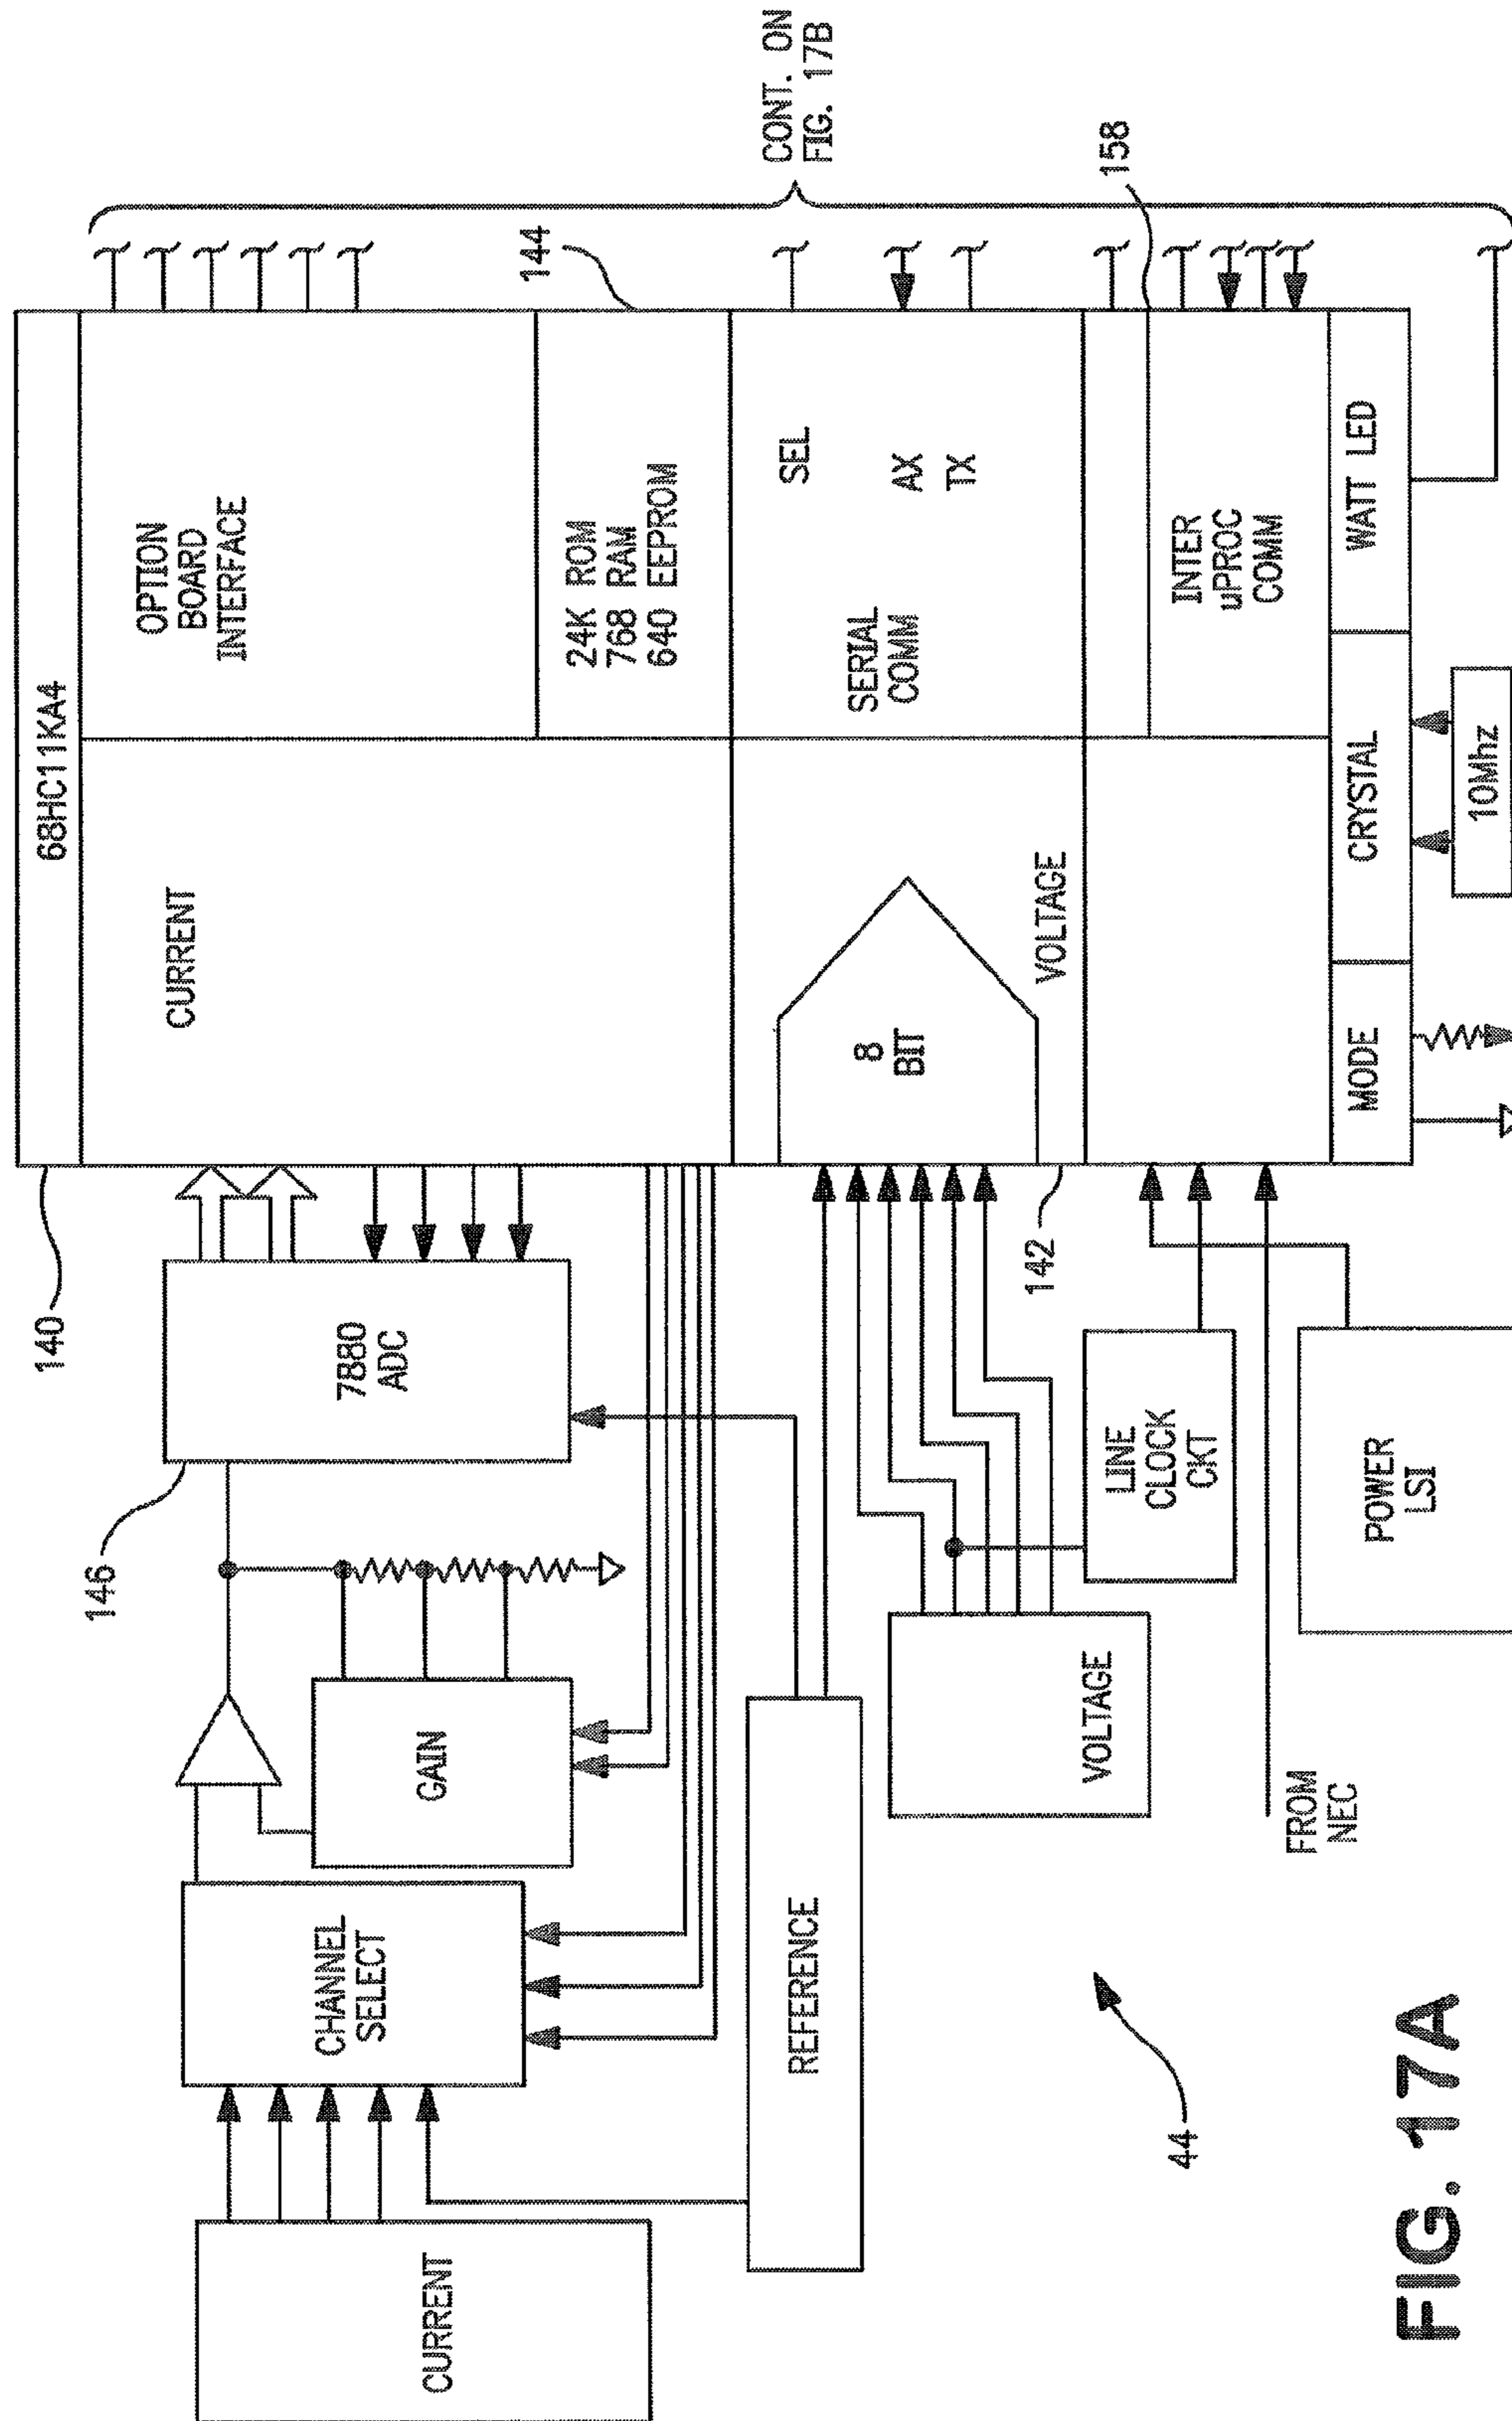 68HC11KA4
140
CURRENT
CHANNEL
SELECT
GAIN
146
7880
ADC
CURRENT
OPTION
BOARD
INTERFACE
24K ROM
768 RAM
640 EEPROM
144
REFERENCE
VOLTAGE
8
BIT
VOLTAGE
142
SERIAL
COMM
SEL
AX
TX
CONT. ON
FIG. 17B
LINE
CLOCK
CKT
FROM
NEC
POWER
LSI
INTER
uPROC
COMM
158
MODE
CRYSTAL
WATT LED
10Mhz
44
FIG. 17A